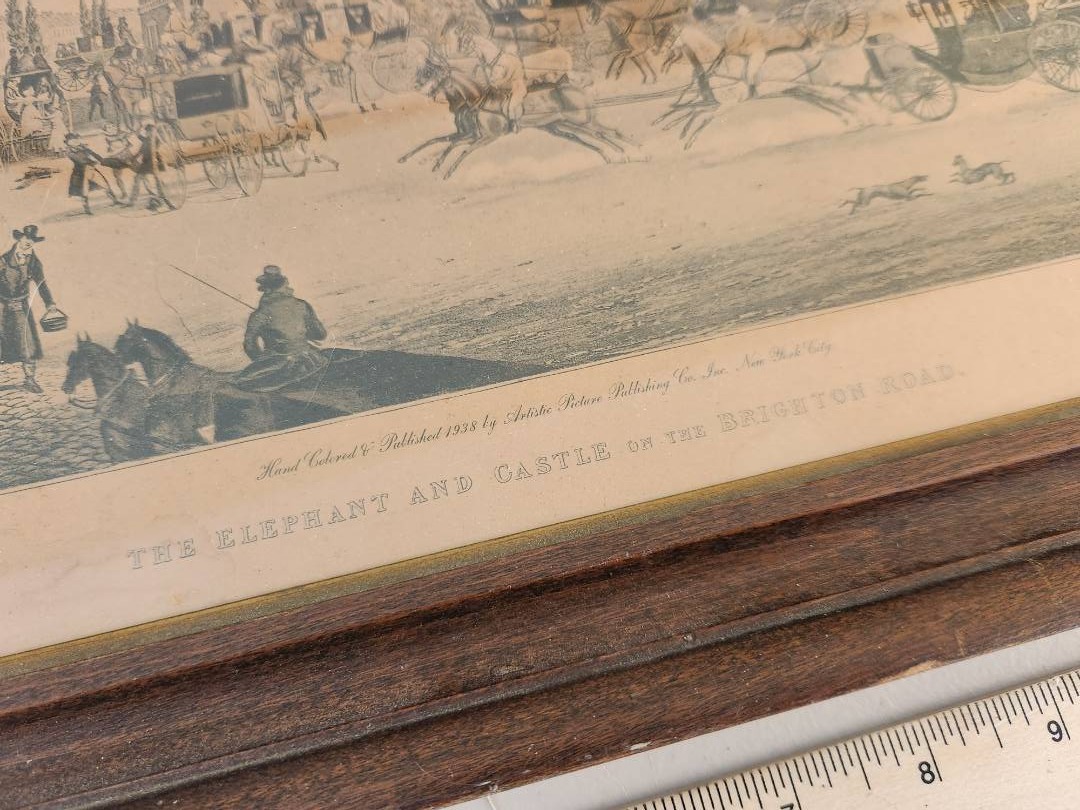 Hand Colored & Published 1938 by Artistic Picture Publishing Co. Inc. New York City
THE ELEPHANT AND CASTLE ON THE BRIGHTON ROAD.
7 8 9